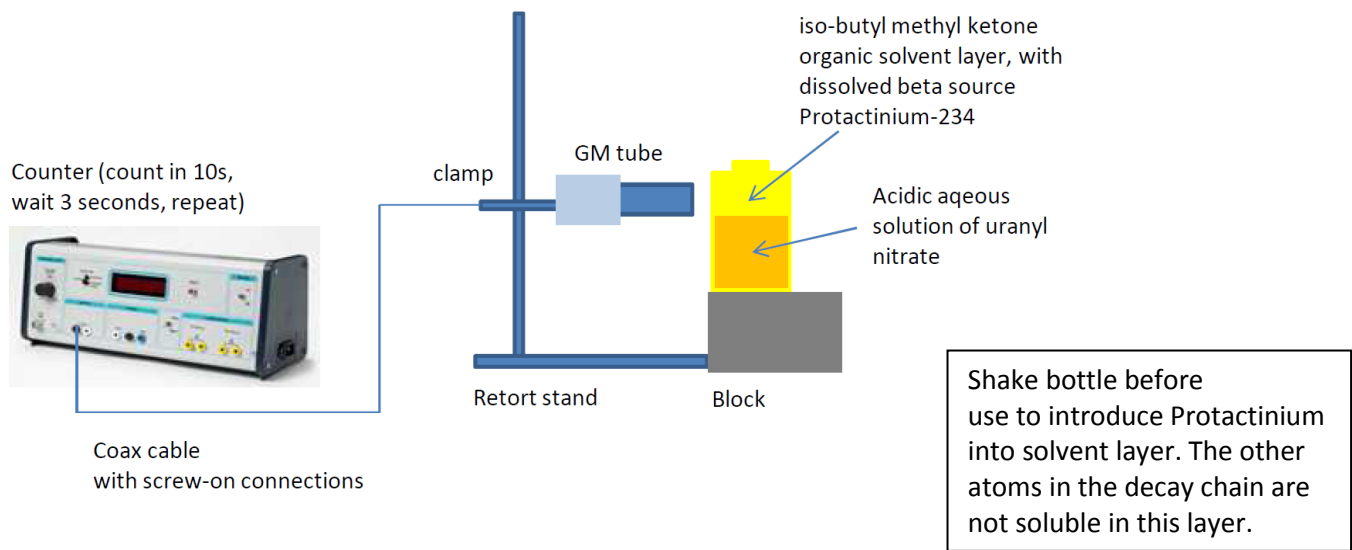 iso-butyl methyl ketone
organic solvent layer, with
dissolved beta source
Protactinium-234
GM tube
clamp
Counter (count in 10s,
wait 3 seconds, repeat)
Acidic aqeous
solution of uranyl
nitrate
Retort stand
Block
Coax cable
with screw-on connections
Shake bottle before
use to introduce Protactinium
into solvent layer. The other
atoms in the decay chain are
not soluble in this layer.